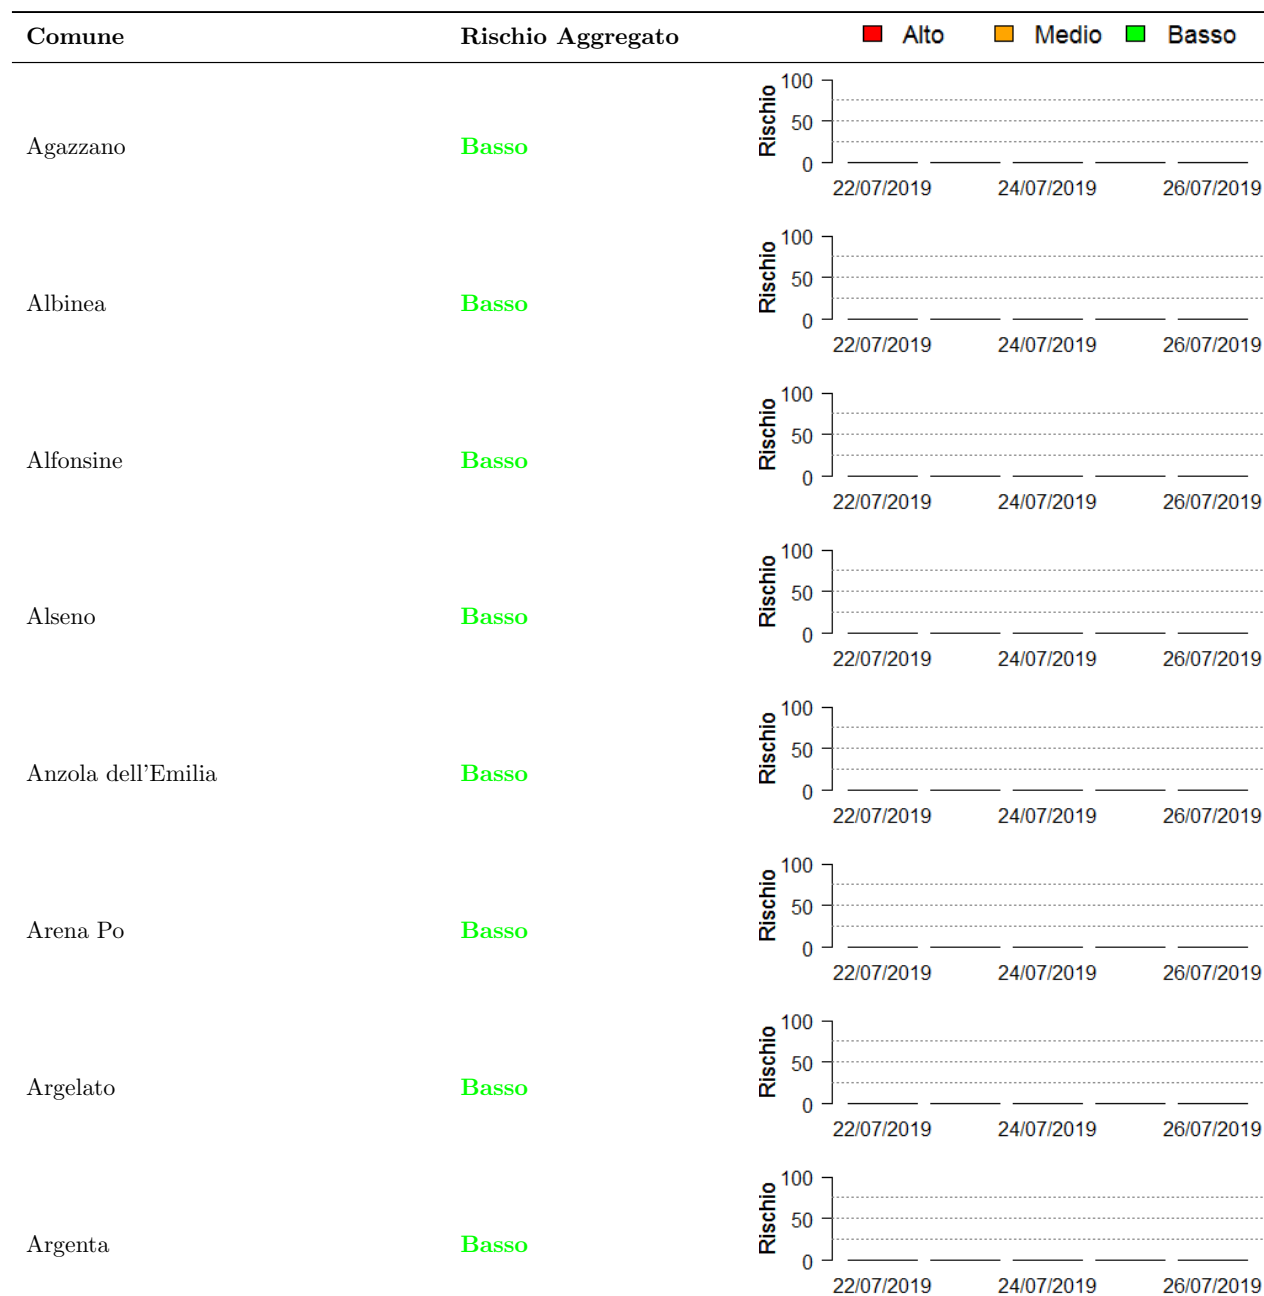 Comune Rischio Aggregato Alto Medio Basso
100
50
0
Rischio
Agazzano Basso
22/07/2019 24/07/2019 26/07/2019
100
50
0
Rischio
Albinea Basso
22/07/2019 24/07/2019 26/07/2019
100
50
0
Rischio
Alfonsine Basso
22/07/2019 24/07/2019 26/07/2019
100
50
0
Rischio
Alseno Basso
22/07/2019 24/07/2019 26/07/2019
100
50
0
Rischio
Anzola dell'Emilia Basso
22/07/2019 24/07/2019 26/07/2019
100
50
0
Rischio
Arena Po Basso
22/07/2019 24/07/2019 26/07/2019
100
50
0
Rischio
Argelato Basso
22/07/2019 24/07/2019 26/07/2019
100
50
0
Rischio
Argenta Basso
22/07/2019 24/07/2019 26/07/2019